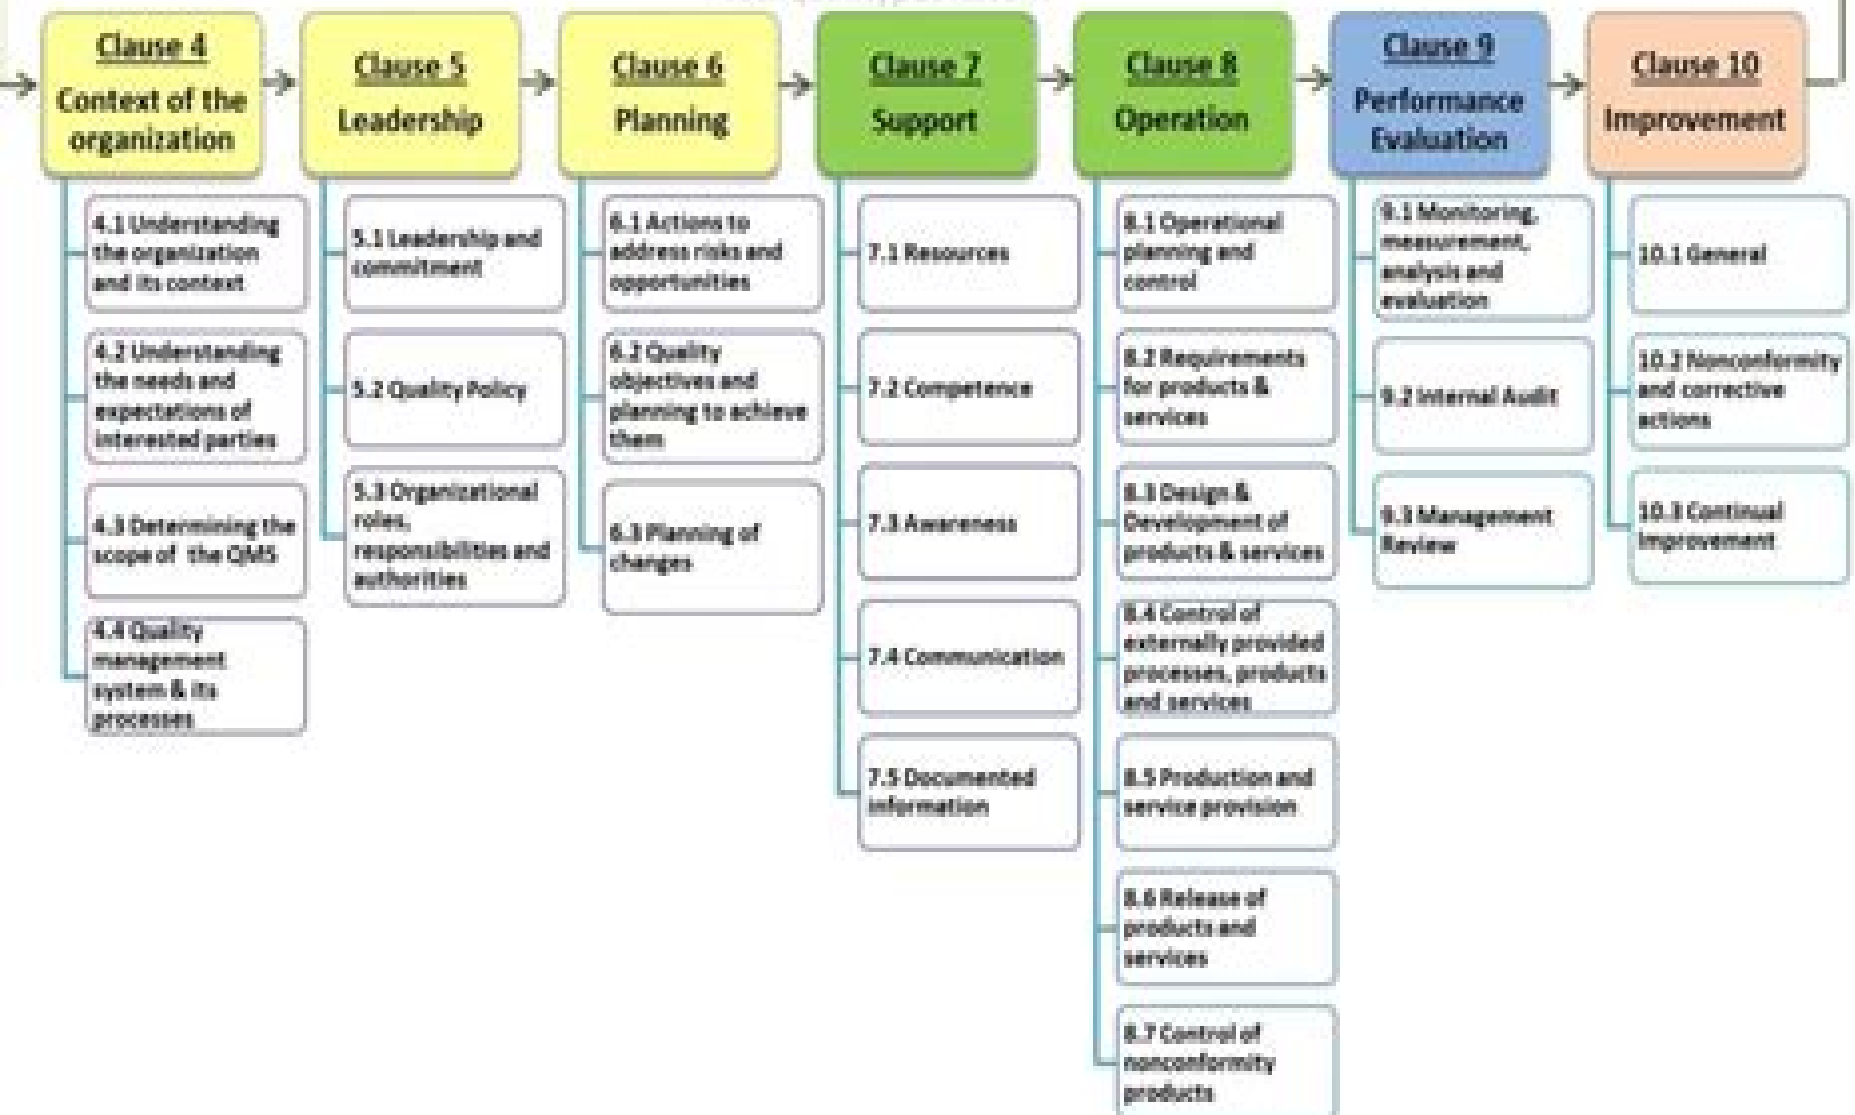 Clause 4
Context of the
organization
4.1 Understanding
the organization
and its context
4.2 Understanding
the needs and
expectations of
interested parties
4.3 Determining the
scope of the QMS
4.4 Quality
management
system & its
processes
Clause 5
Leadership
5.1 Leadership and
commitment
5.2 Quality Policy
5.3 Organizational
roles,
responsibilities and
authorities
Clause 6
Planning
6.1 Actions to
address risks and
opportunities
6.2 Quality
objectives and
planning to achieve
them
6.3 Planning of
changes
Clause 7
Support
7.1 Resources
7.2 Competence
7.3 Awareness
7.4 Communication
7.5 Documented
information
Clause 8
Operation
8.1 Operational
planning and
control
8.2 Requirements
for products &
services
8.3 Design &
Development of
products & services
8.4 Control of
externally provided
processes, products
and services
8.5 Production and
service provision
8.6 Release of
products and
services
8.7 Control of
nonconformity
products
Clause 9
Performance
Evaluation
9.1 Monitoring,
measurement,
analysis and
evaluation
9.2 Internal Audit
9.3 Management
Review
Clause 10
Improvement
10.1 General
10.2 Nonconformity
and corrective
actions
10.3 Continual
Improvement